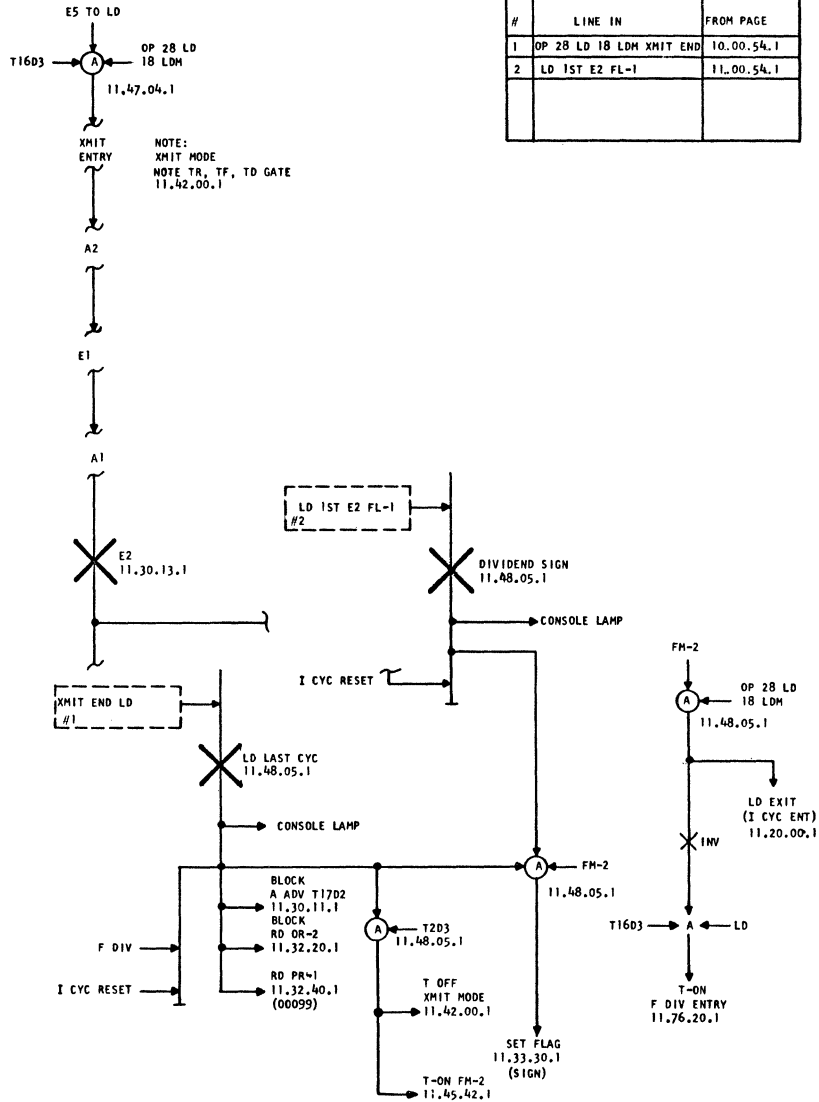 E5 TO LD
T16D3
A
OP 28 LD
18 LDM
11.47.04.1
# LINE IN FROM PAGE
1 OP 28 LD 18 LDM XMIT END 10.00.54.1
2 LD 1ST E2 FL-1 11..00.54.1
XMIT
ENTRY
NOTE:
XMIT MODE
NOTE TR, TF, TD GATE
11.42.00.1
A2
E1
A1
E2
11.30.13.1
LD 1ST E2 FL-1
#2
DIVIDEND SIGN
11.48.05.1
CONSOLE LAMP
I CYC RESET
XMIT END LD
#1
LD LAST CYC
11.48.05.1
CONSOLE LAMP
BLOCK
A ADV T17D2
11.30.11.1
BLOCK
RD OR-2
11.32.20.1
RD PR-1
11.32.40.1
(00099)
F DIV
I CYC RESET
A
T2D3
11.48.05.1
T OFF
XMIT MODE
11.42.00.1
T-ON FM-2
11.45.42.1
A
FM-2
11.48.05.1
SET FLAG
11.33.30.1
(SIGN)
FM-2
A
OP 28 LD
18 LDM
11.48.05.1
LD EXIT
(I CYC ENT)
11.20.00.1
INV
T16D3
A
LD
T-ON
F DIV ENTRY
11.76.20.1